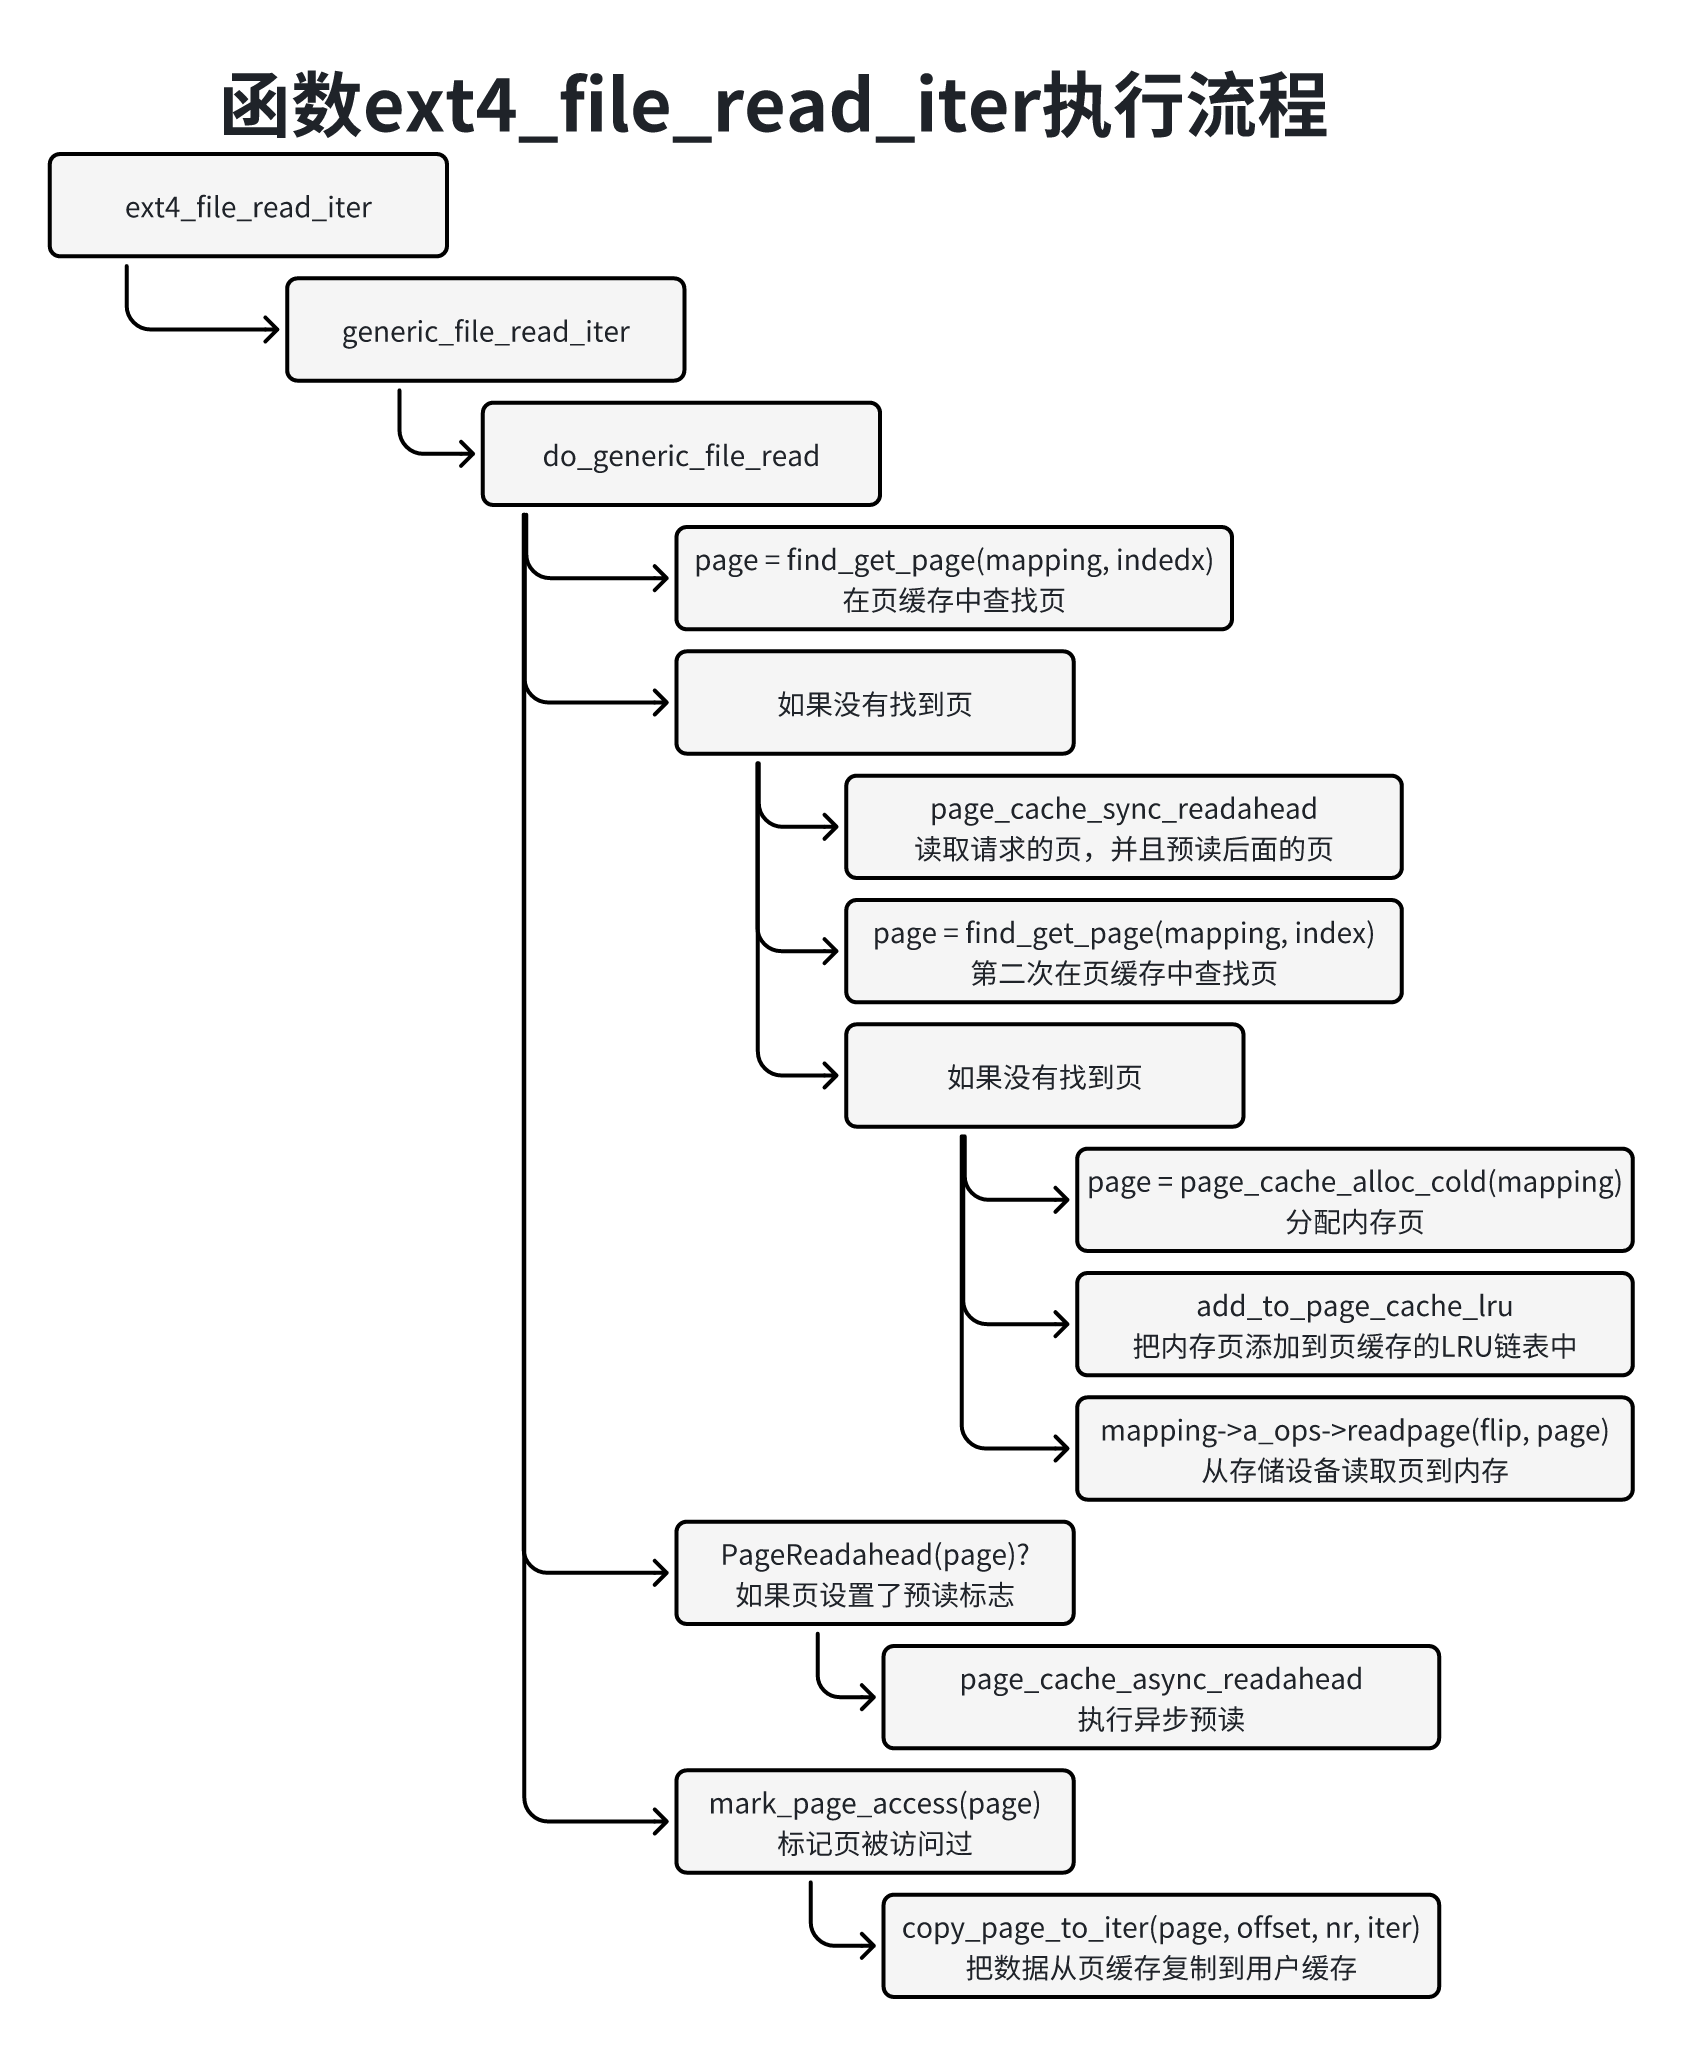 函数ext4_file_read_iter执行流程
ext4_file_read_iter
generic_file_read_iter
do_generic_file_read
page = find_get_page(mapping, indedx)
在页缓存中查找页
如果没有找到页
page_cache_sync_readahead
读取请求的页，并且预读后面的页
page = find_get_page(mapping, index)
第二次在页缓存中查找页
如果没有找到页
page = page_cache_alloc_cold(mapping)
分配内存页
add_to_page_cache_lru
把内存页添加到页缓存的LRU链表中
mapping->a_ops->readpage(flip, page)
从存储设备读取页到内存
PageReadahead(page)?
如果页设置了预读标志
page_cache_async_readahead
执行异步预读
mark_page_access(page)
标记页被访问过
copy_page_to_iter(page, offset, nr, iter)
把数据从页缓存复制到用户缓存